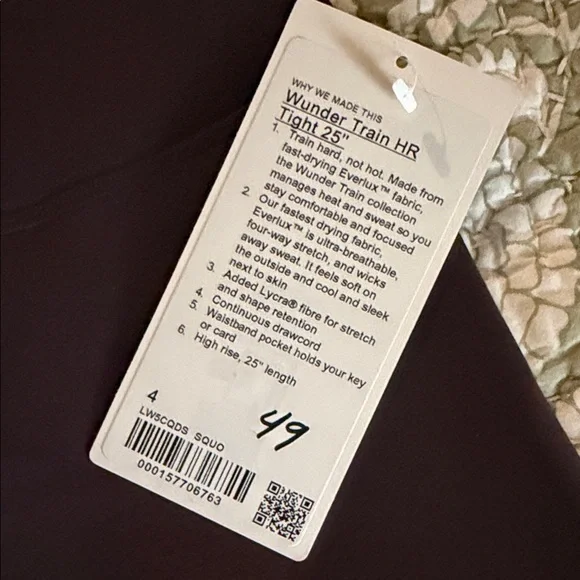 WHY WE MADE THIS
Wunder Train HR
Tight 25"
1. Train hard, not hot. Made from
fast-drying Everlux™ fabric,
the Wunder Train collection
manages heat and sweat so you
stay comfortable and focused
2. Our fastest drying fabric,
Everlux™ is ultra-breathable,
four-way stretch, and wicks
away sweat. It feels soft on
the outside and cool and sleek
next to skin
3. Added Lycra® fibre for stretch
and shape retention
4. Continuous drawcord
5. Waistband pocket holds your key
or card
6. High rise, 25" length
4
49
LW5CQDS SQUO
000157706763